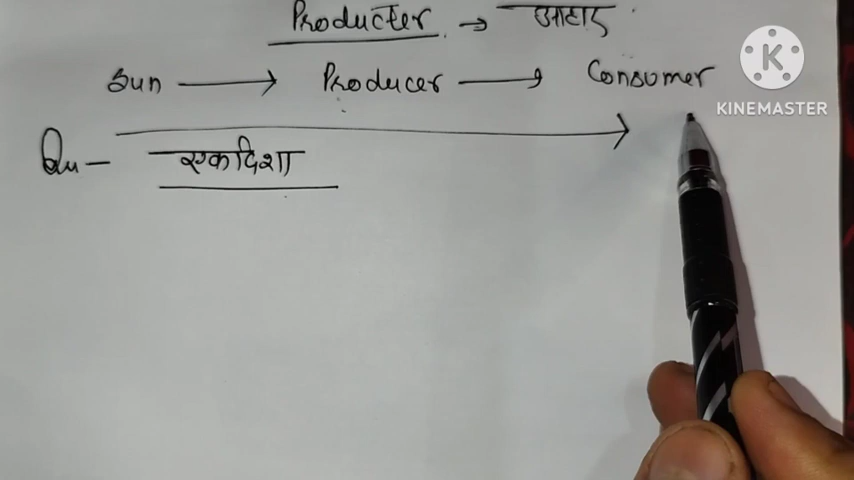 Producter → आहार
Sun → Producer → Consumer
Qu — एकदिशा
K
KINEMASTER